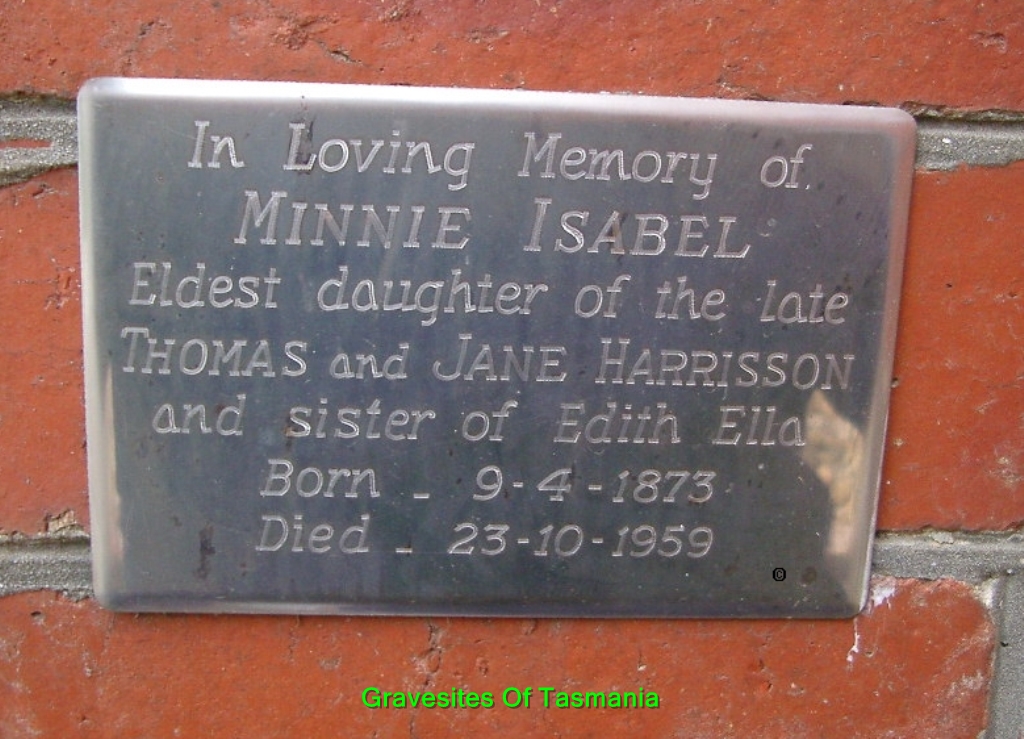 In Loving Memory of.
MINNIE ISABEL
Eldest daughter of the late
THOMAS and JANE HARRISSON
and sister of Edith Ella
Born - 9-4-1873
Died - 23-10-1959
©
Gravesites Of Tasmania